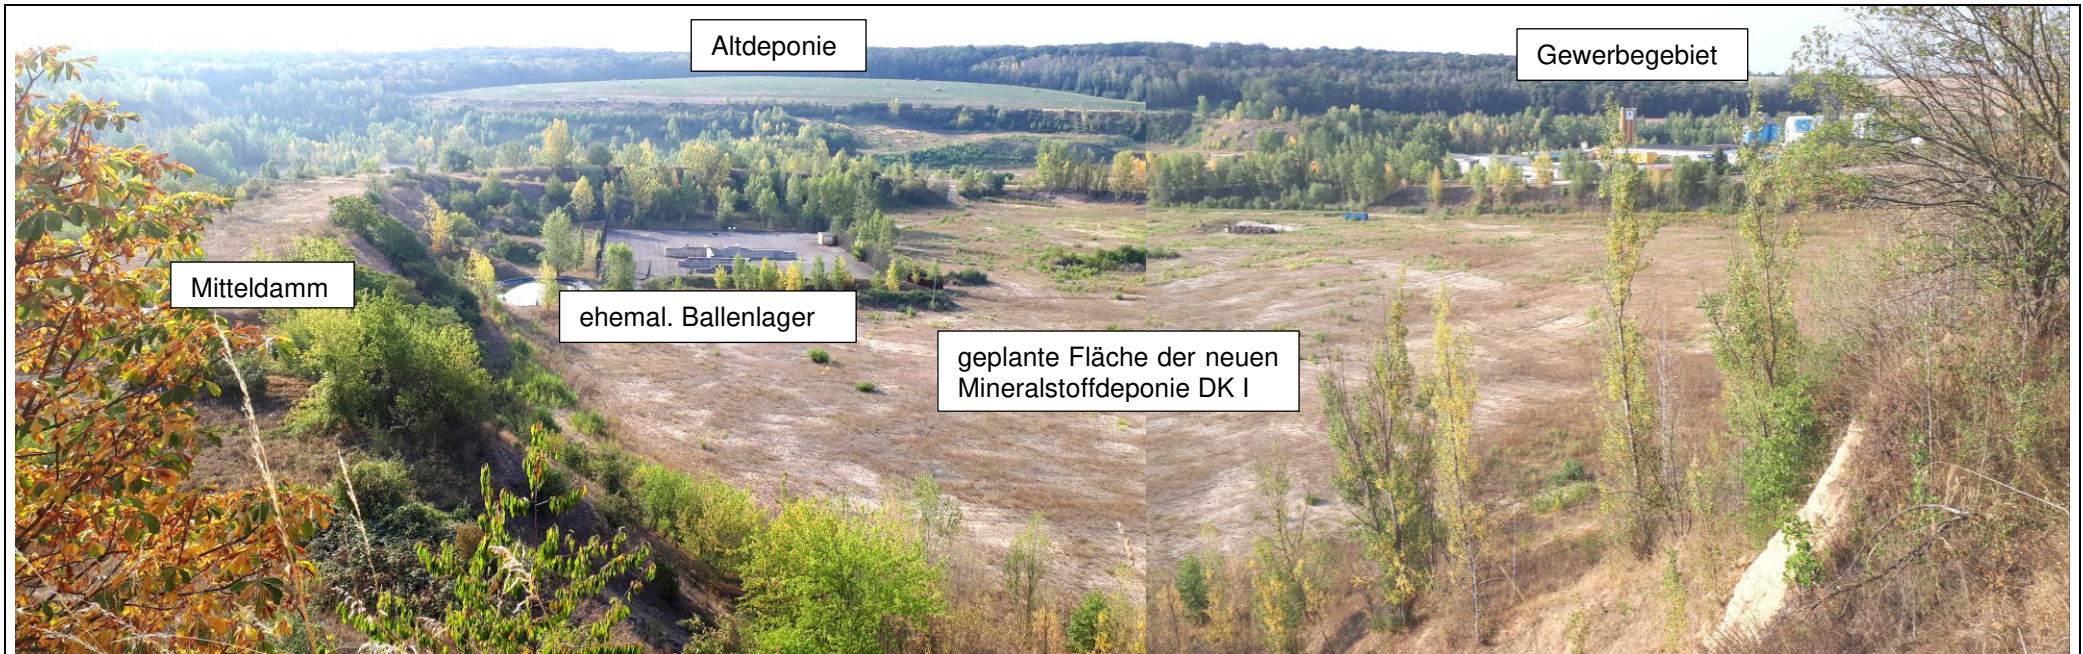 Altdeponie
Gewerbegebiet
Mitteldamm
ehemal. Ballenlager
geplante Fläche der neuen
Mineralstoffdeponie DK I